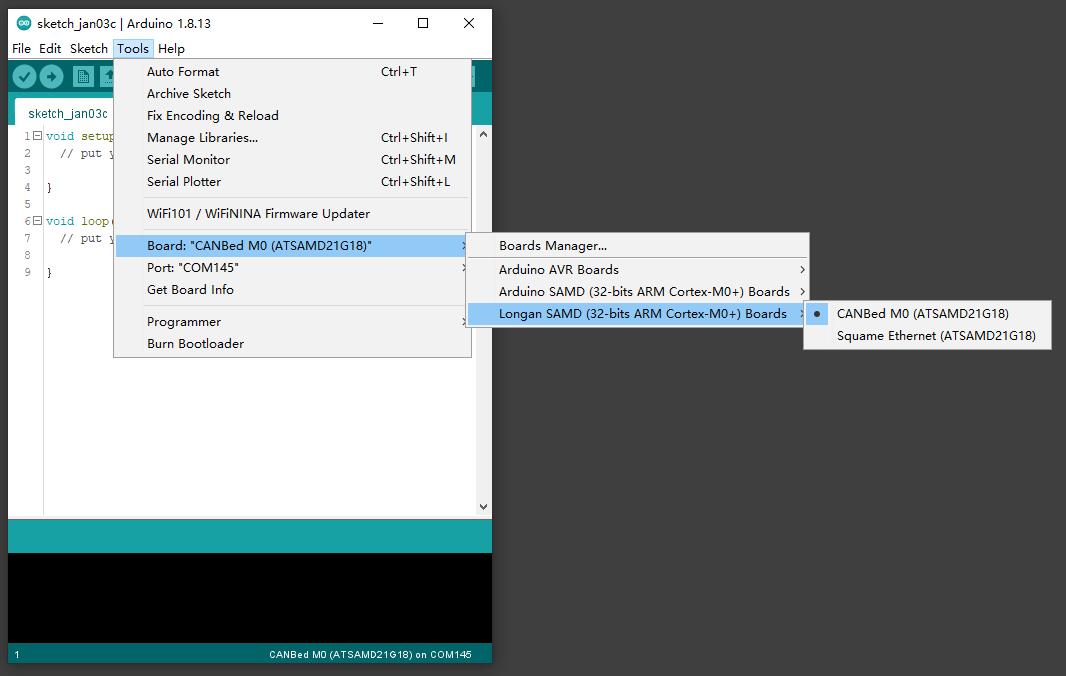 sketch_jan03c | Arduino 1.8.13
File Edit Sketch Tools Help
Auto Format Ctrl+T
Archive Sketch
Fix Encoding & Reload
Manage Libraries... Ctrl+Shift+I
Serial Monitor Ctrl+Shift+M
Serial Plotter Ctrl+Shift+L
WiFi101 / WiFiNINA Firmware Updater
Board: "CANBed M0 (ATSAMD21G18)"
Port: "COM145"
Get Board Info
Programmer
Burn Bootloader
Boards Manager...
Arduino AVR Boards
Arduino SAMD (32-bits ARM Cortex-M0+) Boards
Longan SAMD (32-bits ARM Cortex-M0+) Boards
CANBed M0 (ATSAMD21G18)
Squame Ethernet (ATSAMD21G18)
sketch_jan03c
1 void setup
2 // put y
3
4 }
5
6 void loop(
7 // put y
8
9 }
1 CANBed M0 (ATSAMD21G18) on COM145